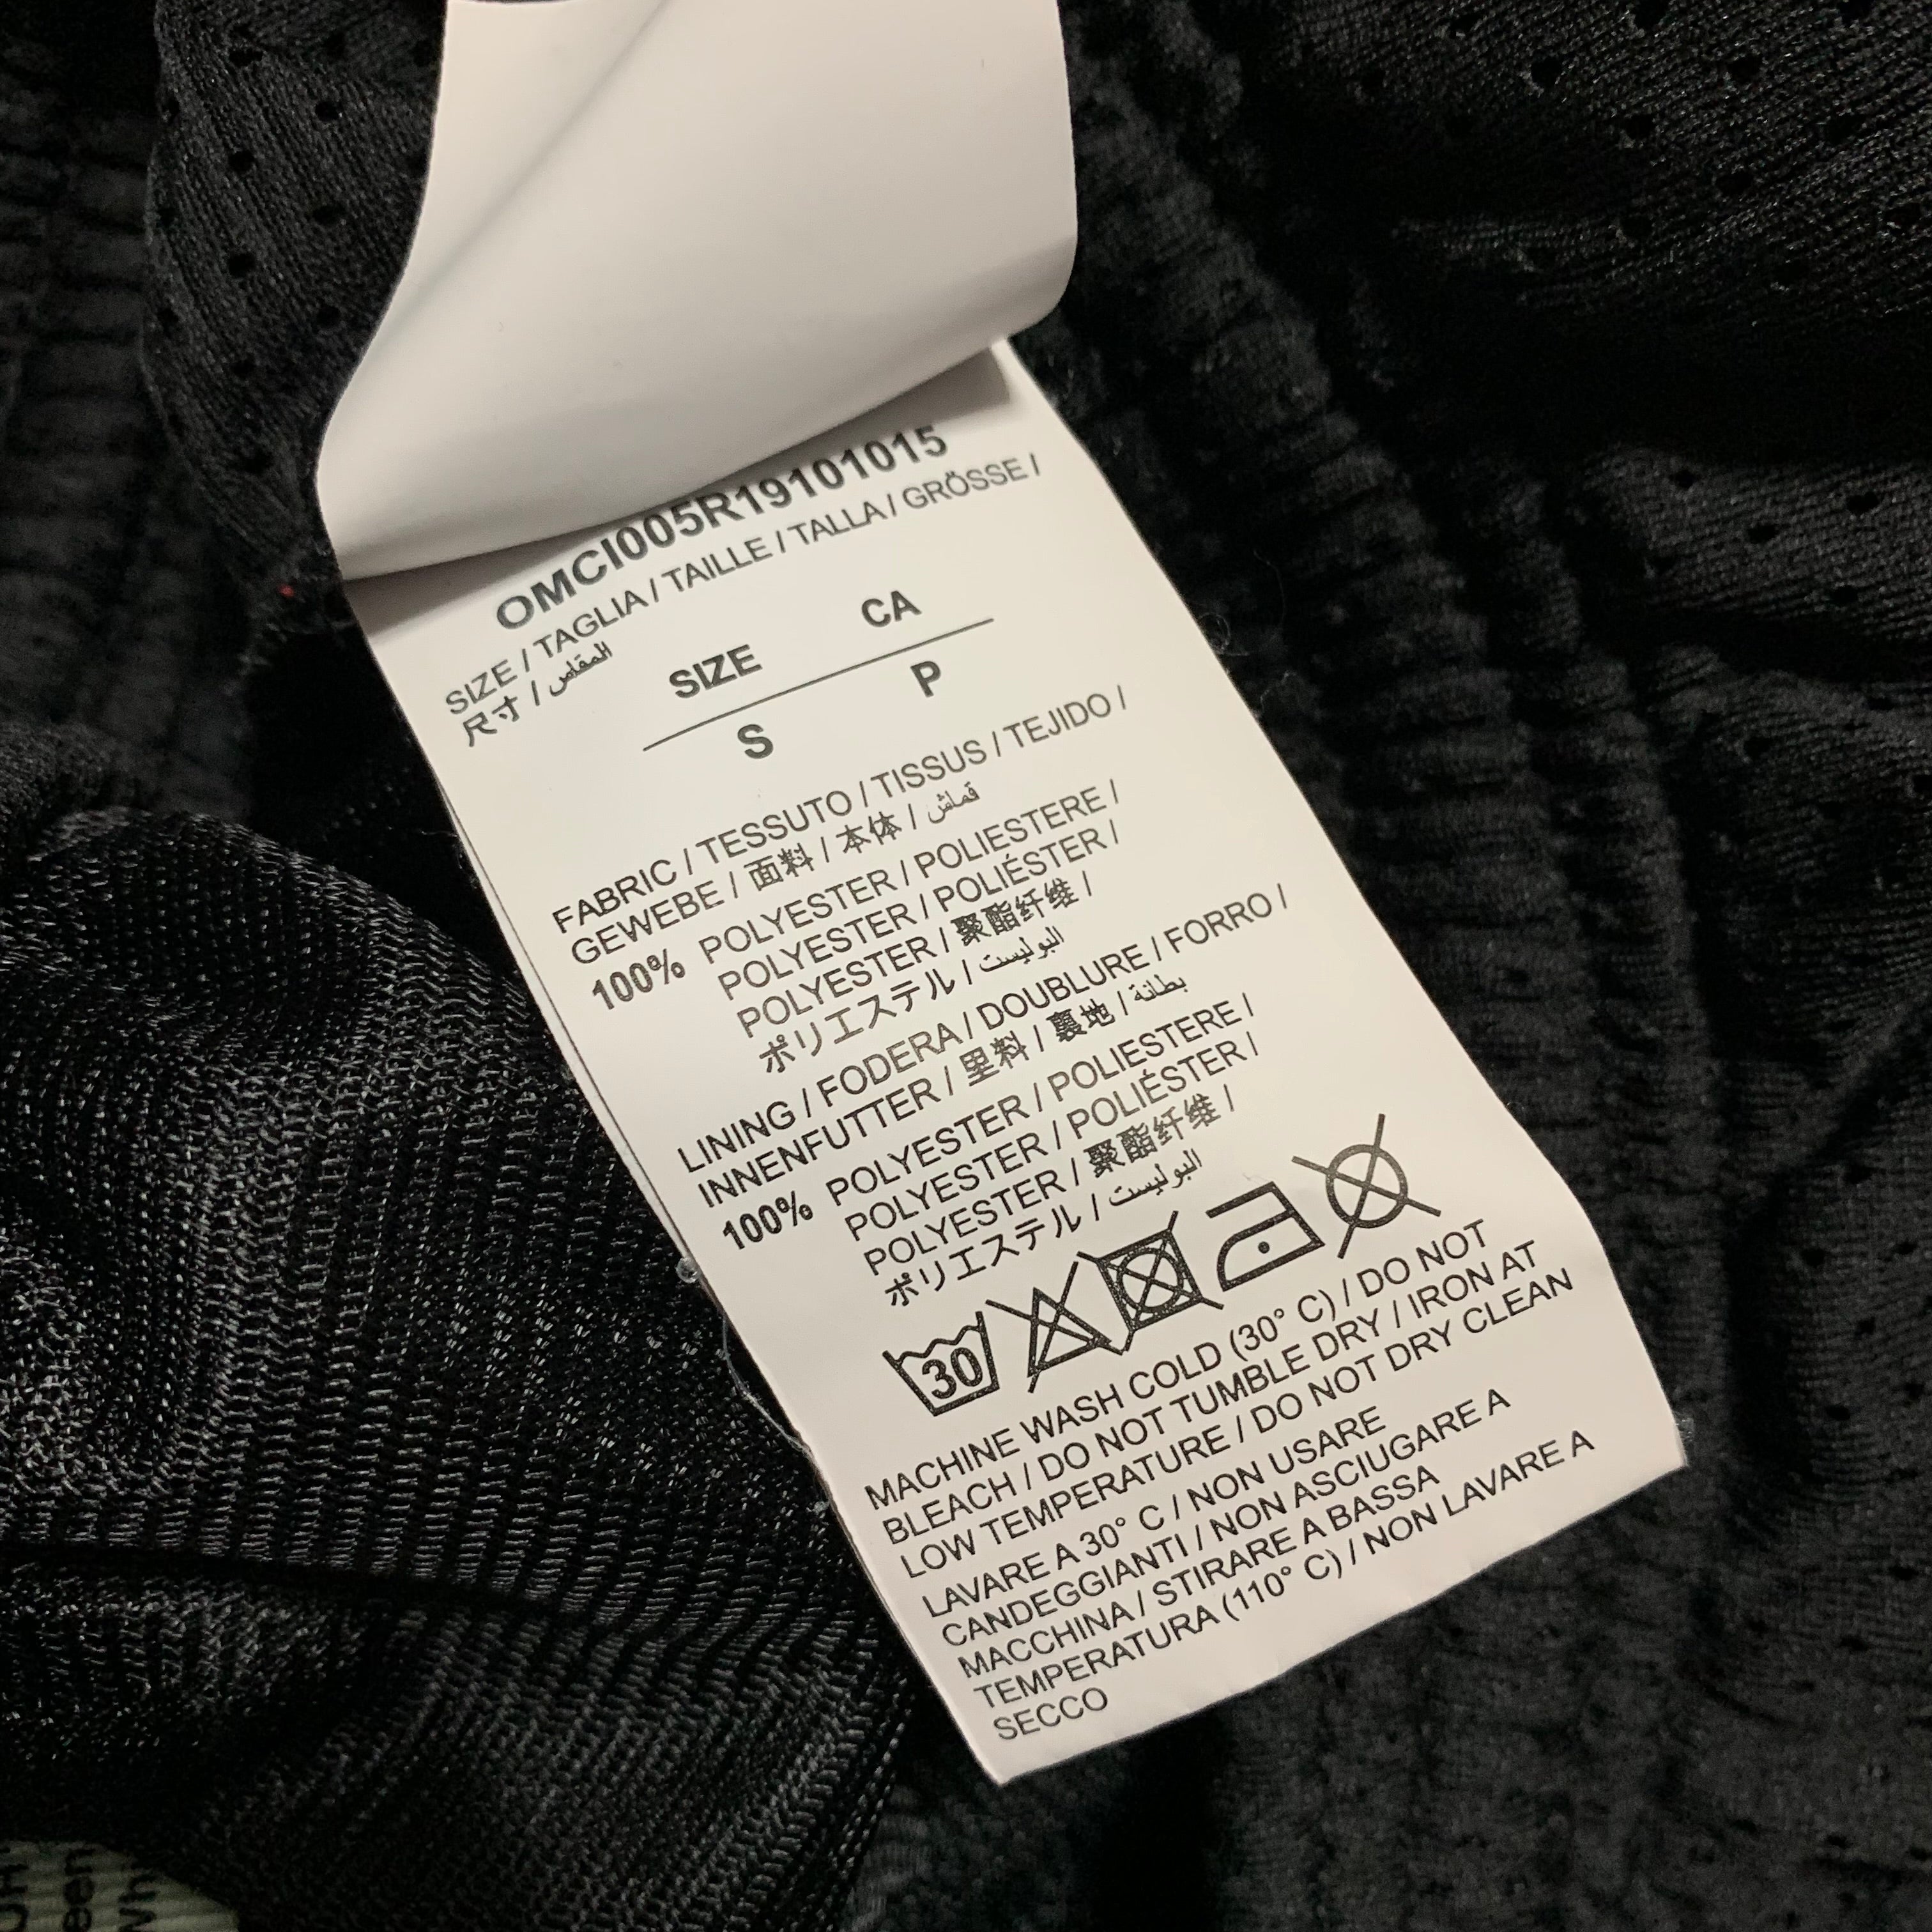 OMCI005R19101015
SIZE / TAGLIA / TAILLE / TALLA / GRÖSSE /
尺寸 / المقاس
SIZE CA
S P
FABRIC / TESSUTO / TISSUS / TEJIDO /
GEWEBE / 面料 / 本体 / قماش
100% POLYESTER / POLIESTERE /
POLYESTER / POLIÉSTER /
POLYESTER / 聚酯纤维 /
ポリエステル / البوليست
LINING / FODERA / DOUBLURE / FORRO /
INNENFUTTER / 里料 / 裏地 / بطانة
100% POLYESTER / POLIESTERE /
POLYESTER / POLIÉSTER /
POLYESTER / 聚酯纤维 /
ポリエステル / البوليست
30
MACHINE WASH COLD (30° C) / DO NOT
BLEACH / DO NOT TUMBLE DRY / IRON AT
LOW TEMPERATURE / DO NOT DRY CLEAN
LAVARE A 30° C / NON USARE
CANDEGGIANTI / NON ASCIUGARE A
MACCHINA / STIRARE A BASSA
TEMPERATURA (110° C) / NON LAVARE A
SECCO